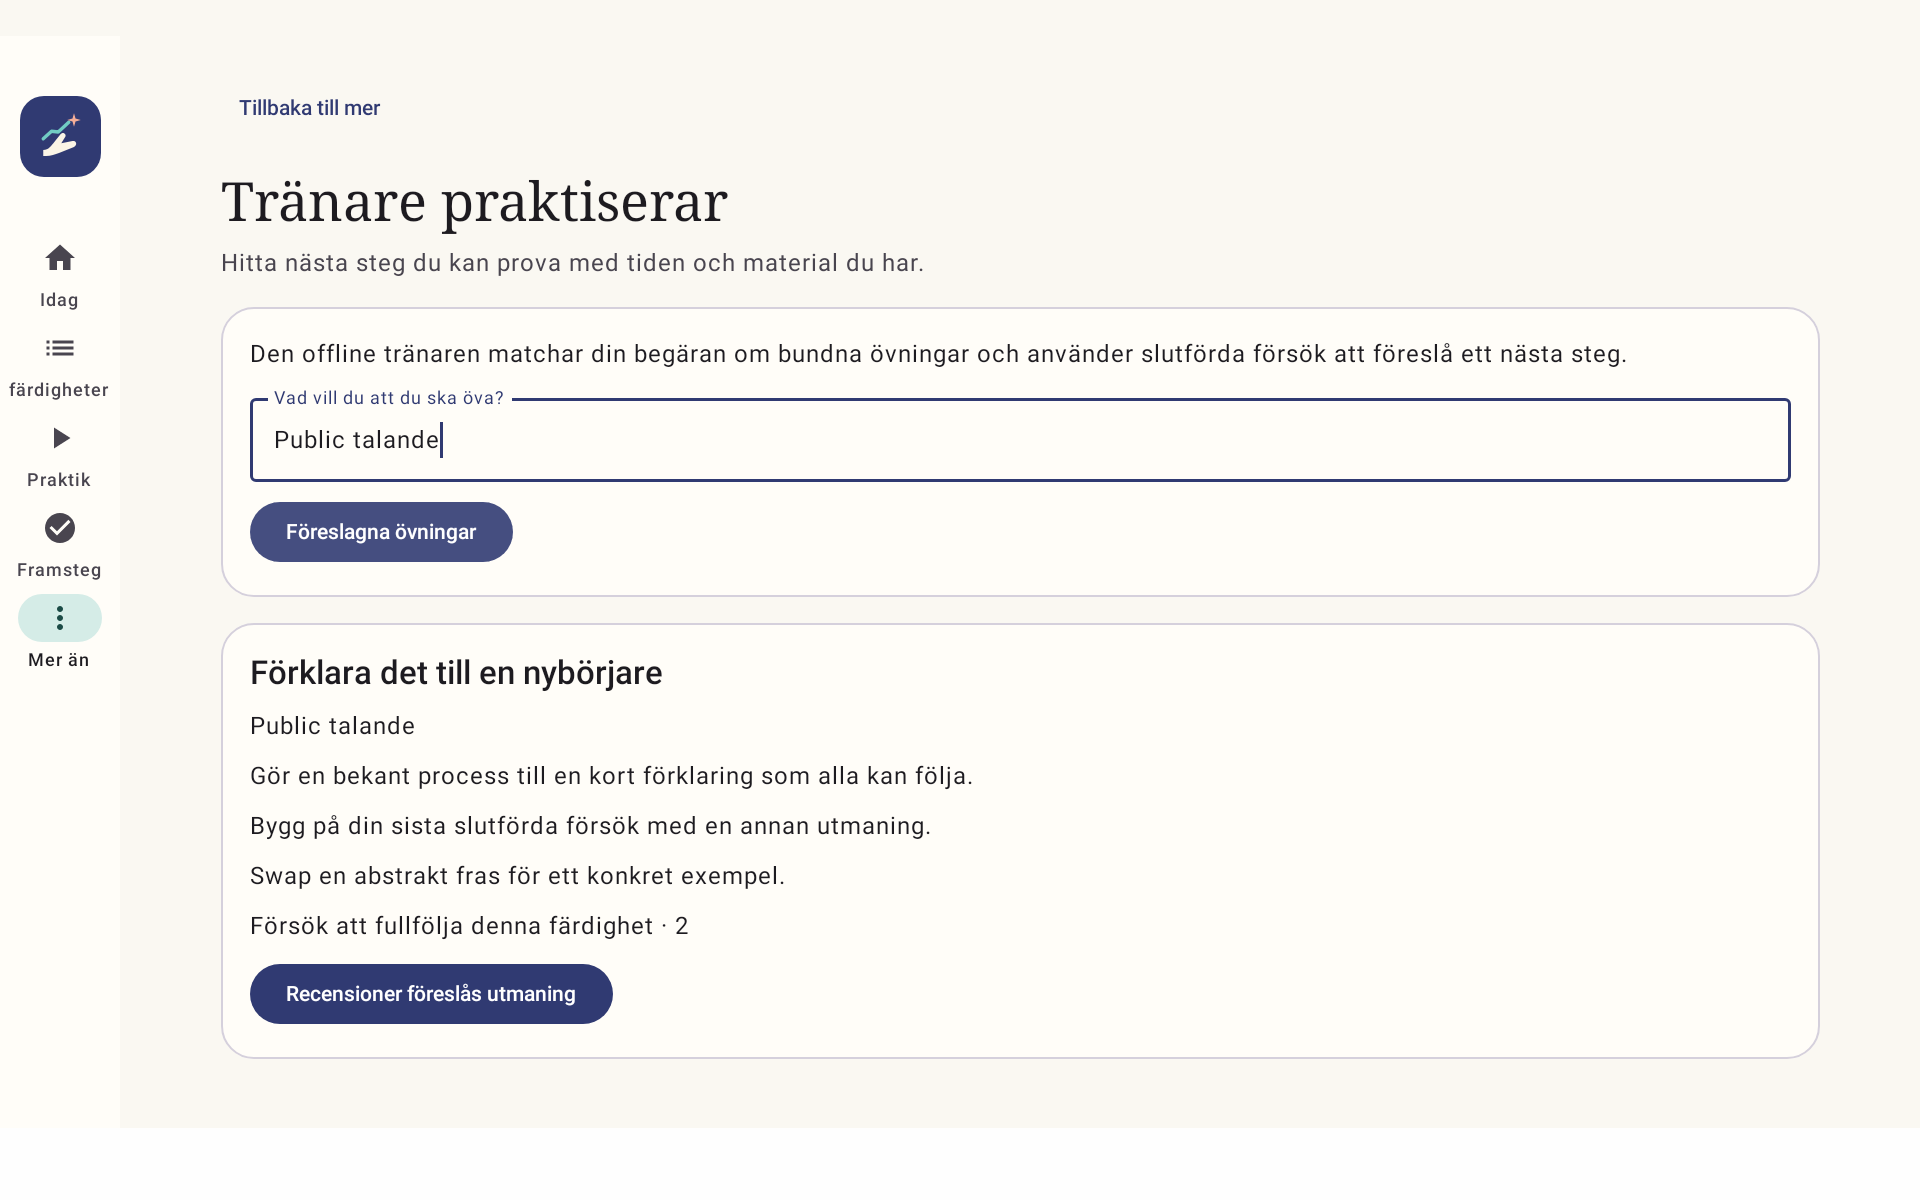 Tillbaka till mer
Tränare praktiserar
Hitta nästa steg du kan prova med tiden och material du har.
Idag
färdigheter
Praktik
Framsteg
Mer än
Den offline tränaren matchar din begäran om bundna övningar och använder slutförda försök att föreslå ett nästa steg.
Vad vill du att du ska öva?
Public talande
Föreslagna övningar
Förklara det till en nybörjare
Public talande
Gör en bekant process till en kort förklaring som alla kan följa.
Bygg på din sista slutförda försök med en annan utmaning.
Swap en abstrakt fras för ett konkret exempel.
Försök att fullfölja denna färdighet · 2
Recensioner föreslås utmaning